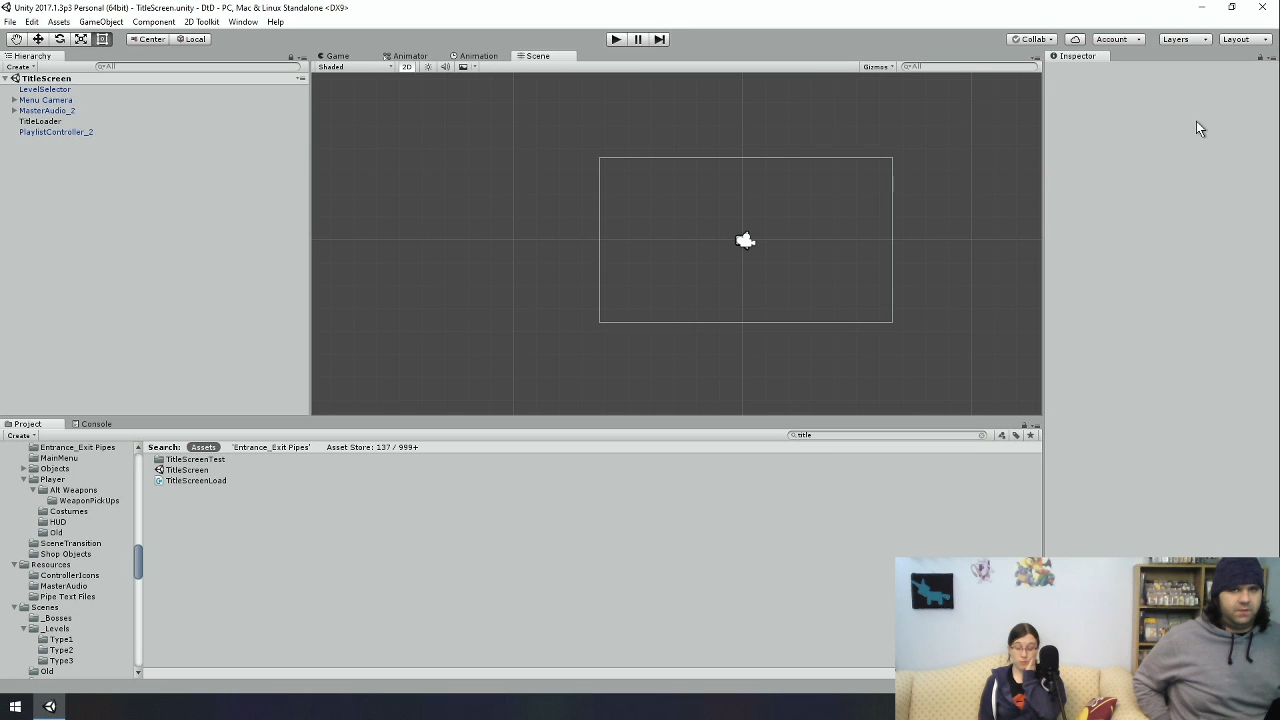 Unity 2017.1.3p3 Personal (64bit) - TitleScreen.unity - DtD - PC, Mac & Linux Standalone <DX9>
File Edit Assets GameObject Component 2D Toolkit Window Help
Center Local Collab Account Layers Layout
Hierarchy Game Animator Animation Scene Inspector
Create All Shaded 2D Gizmos All
TitleScreen
LevelSelector
Menu Camera
MasterAudio_2
TitleLoader
PlaylistController_2
Project Console
Create title
Entrance_Exit Pipes Search: Assets 'Entrance_Exit Pipes' Asset Store: 137 / 999+
MainMenu TitleScreenTest
Objects TitleScreen
Player TitleScreenLoad
Alt Weapons
WeaponPickUps
Costumes
HUD
Old
SceneTransition
Shop Objects
Resources
ControllerIcons
MasterAudio
Pipe Text Files
Scenes
_Bosses
_Levels
Type1
Type2
Type3
Old